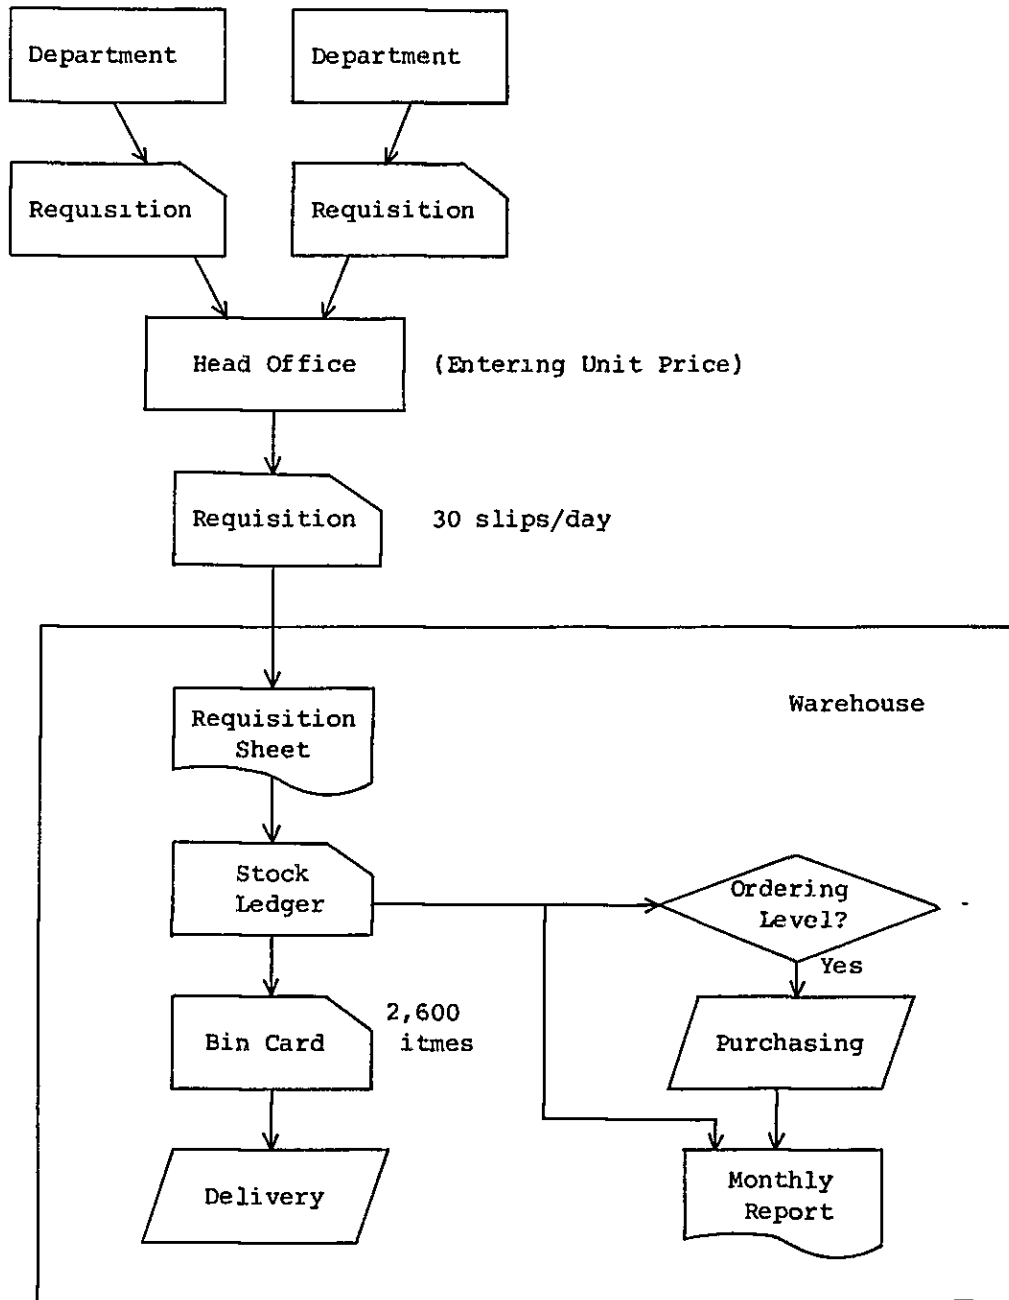 Department
Department
Requisition
Requisition
Head Office
(Entering Unit Price)
Requisition
30 slips/day
Warehouse
Requisition
Sheet
Stock
Ledger
Ordering
Level?
Yes
Bin Card
2,600
itmes
Purchasing
Delivery
Monthly
Report